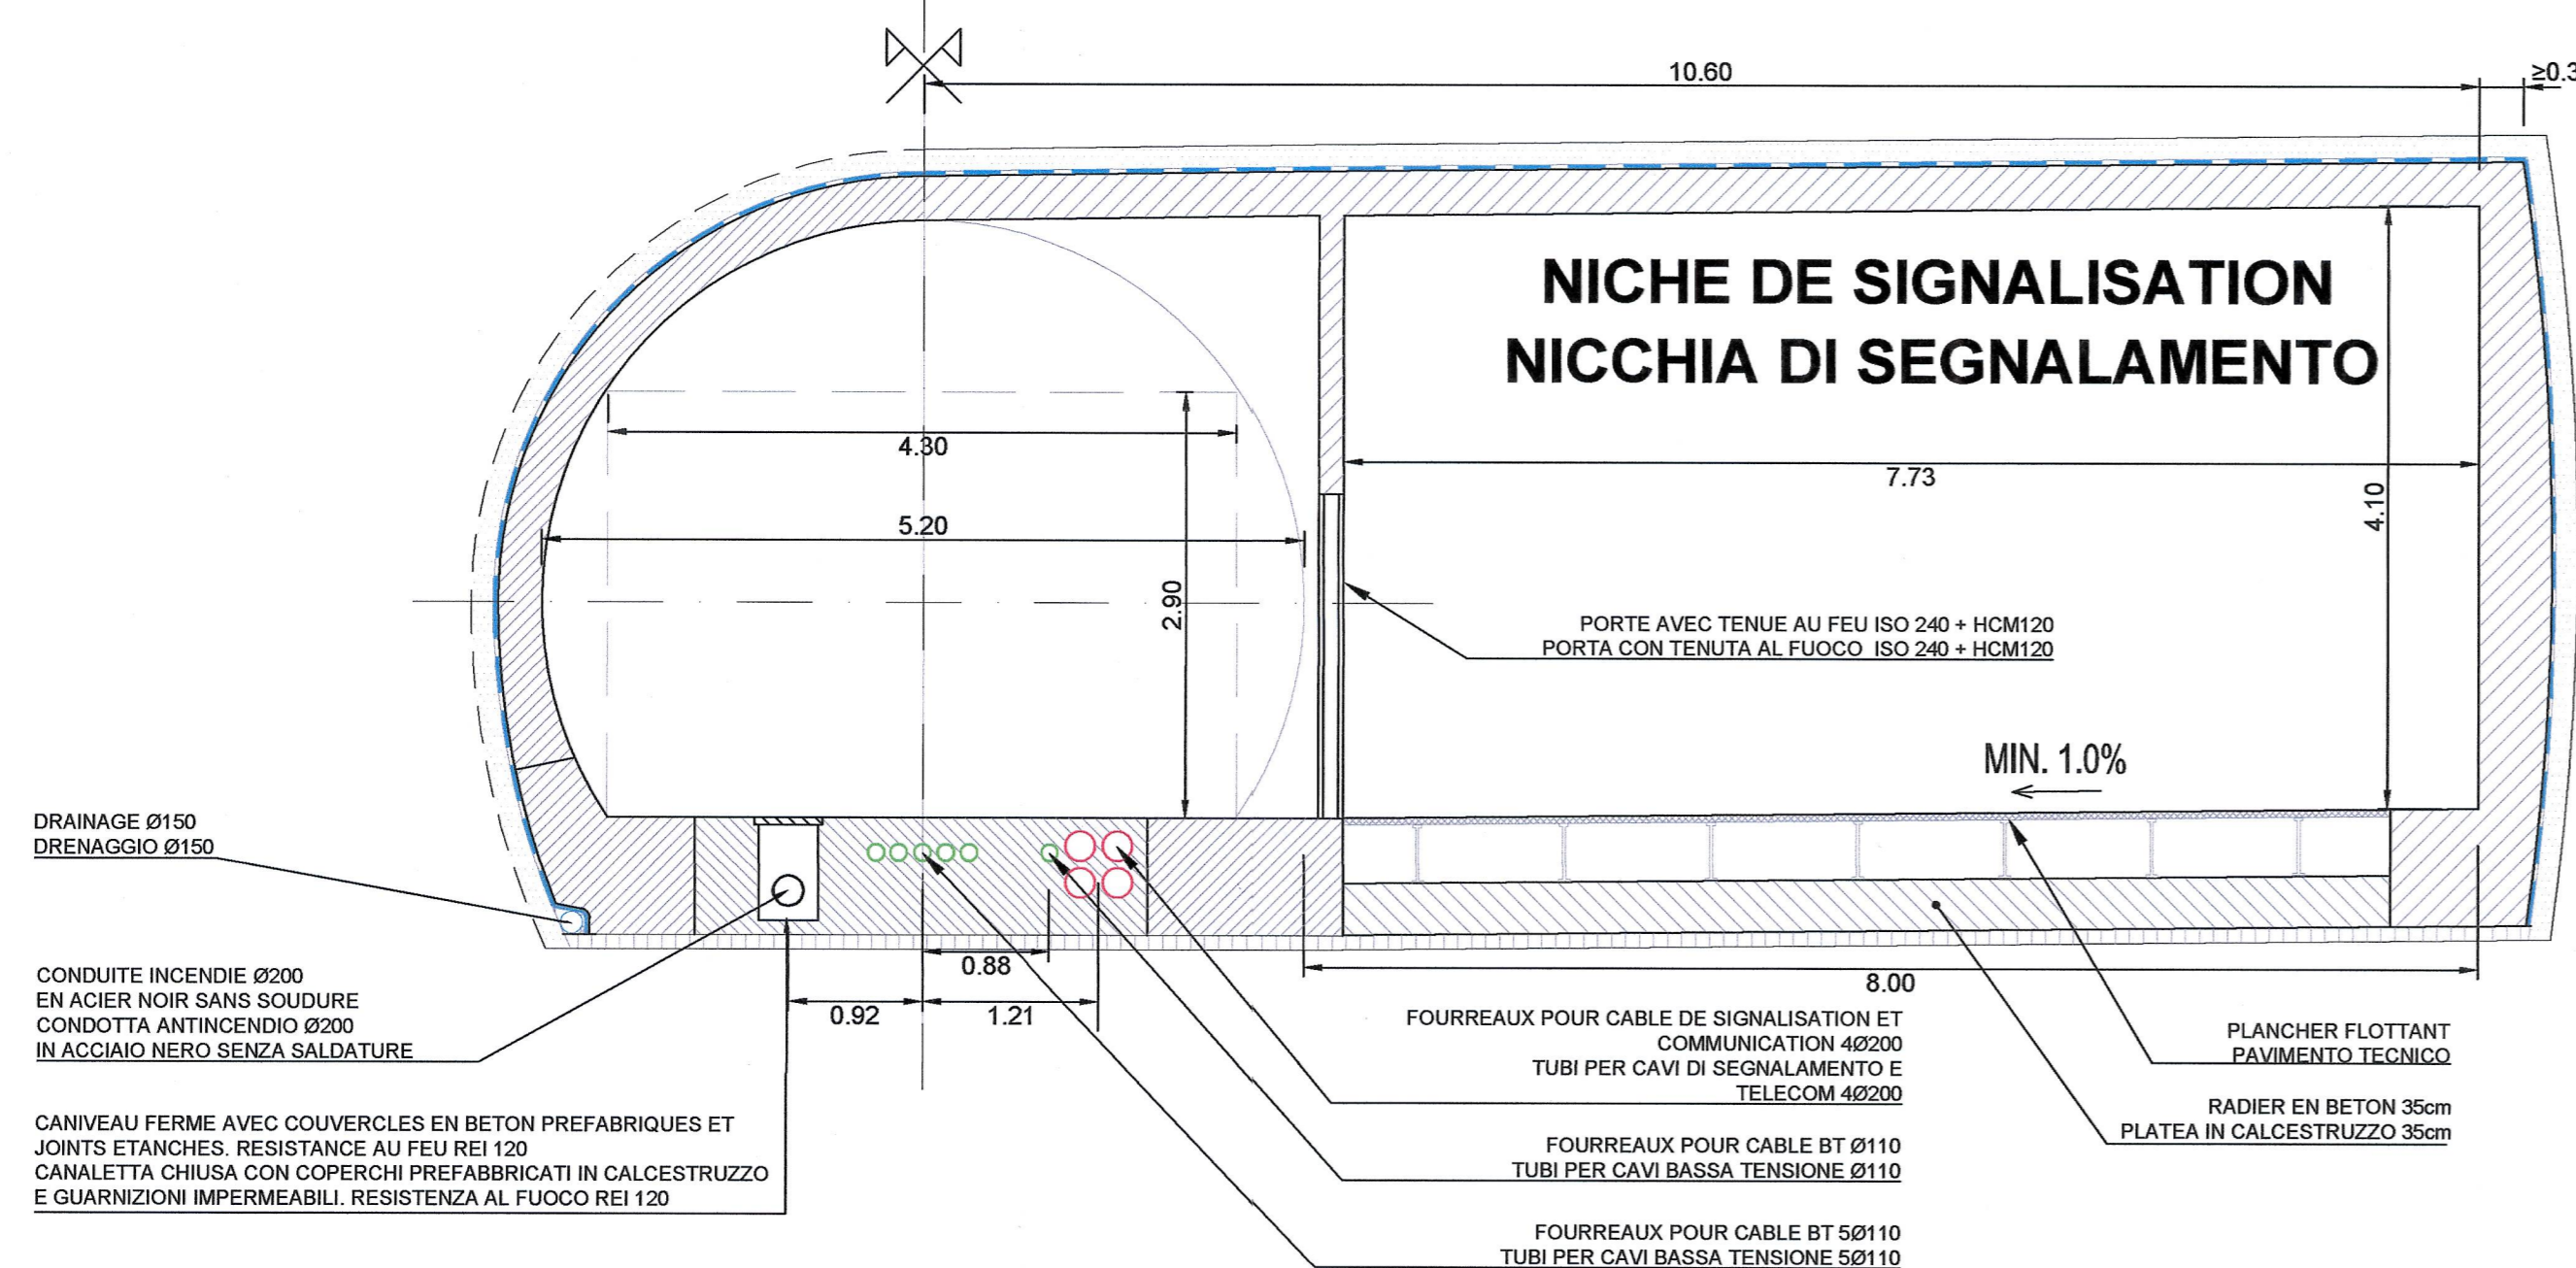 10.60
≥0.3
NICHE DE SIGNALISATION
NICCHIA DI SEGNALAMENTO
4.30
7.73
4.10
5.20
2.90
PORTE AVEC TENUE AU FEU ISO 240 + HCM120
PORTA CON TENUTA AL FUOCO ISO 240 + HCM120
MIN. 1.0%
DRAINAGE Ø150
DRENAGGIO Ø150
0.88
8.00
0.92
1.21
CONDUITE INCENDIE Ø200
EN ACIER NOIR SANS SOUDURE
CONDOTTA ANTINCENDIO Ø200
IN ACCIAIO NERO SENZA SALDATURE
FOURREAUX POUR CABLE DE SIGNALISATION ET
COMMUNICATION 4Ø200
TUBI PER CAVI DI SEGNALAMENTO E
TELECOM 4Ø200
PLANCHER FLOTTANT
PAVIMENTO TECNICO
RADIER EN BETON 35cm
PLATEA IN CALCESTRUZZO 35cm
CANIVEAU FERME AVEC COUVERCLES EN BETON PREFABRIQUES ET
JOINTS ETANCHES. RESISTANCE AU FEU REI 120
CANALETTA CHIUSA CON COPERCHI PREFABBRICATI IN CALCESTRUZZO
E GUARNIZIONI IMPERMEABILI. RESISTENZA AL FUOCO REI 120
FOURREAUX POUR CABLE BT Ø110
TUBI PER CAVI BASSA TENSIONE Ø110
FOURREAUX POUR CABLE BT 5Ø110
TUBI PER CAVI BASSA TENSIONE 5Ø110